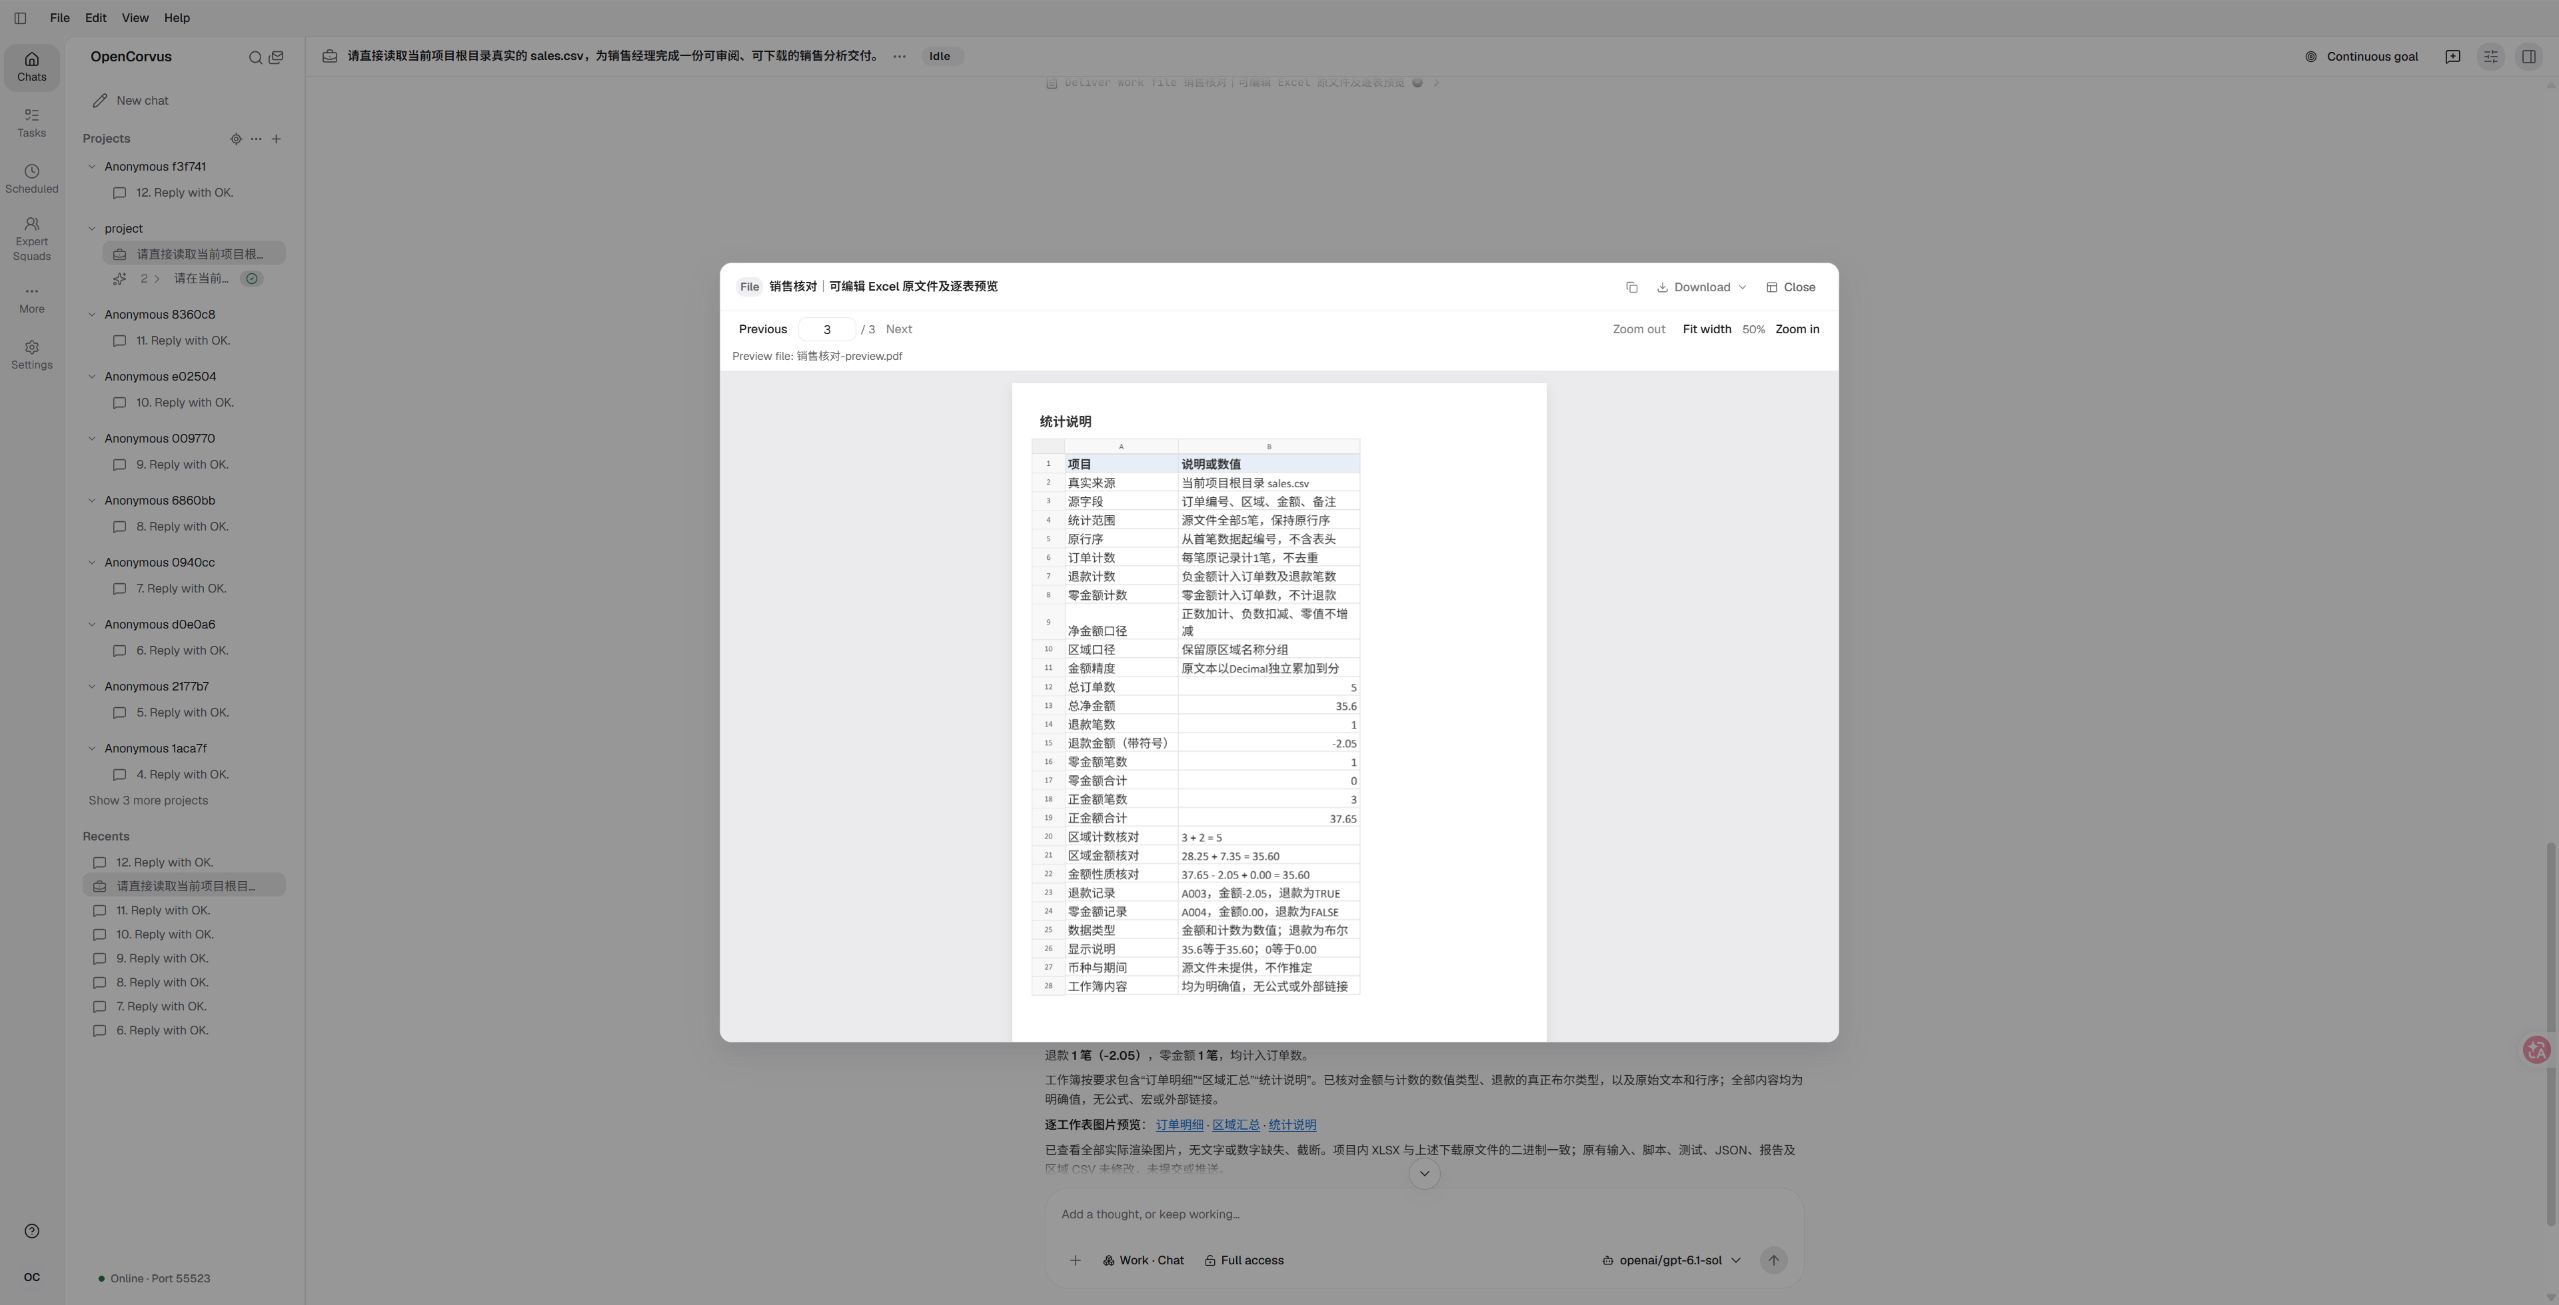 File Edit View Help
Chats
Tasks
Scheduled
Expert
Squads
More
Settings
OC
OpenCorvus
New chat
Projects
Anonymous f3f741
12. Reply with OK.
project
请直接读取当前项目根...
2 请在当前...
Anonymous 8360c8
11. Reply with OK.
Anonymous e02504
10. Reply with OK.
Anonymous 009770
9. Reply with OK.
Anonymous 6860bb
8. Reply with OK.
Anonymous 0940cc
7. Reply with OK.
Anonymous d0e0a6
6. Reply with OK.
Anonymous 2177b7
5. Reply with OK.
Anonymous 1aca7f
4. Reply with OK.
Show 3 more projects
Recents
12. Reply with OK.
请直接读取当前项目根目...
11. Reply with OK.
10. Reply with OK.
9. Reply with OK.
8. Reply with OK.
7. Reply with OK.
6. Reply with OK.
Online · Port 55523
请直接读取当前项目根目录真实的 sales.csv，为销售经理完成一份可审阅、可下载的销售分析交付。 Idle
Continuous goal
Deliver work file 销售核对｜可编辑 Excel 原文件及逐表预览
File 销售核对｜可编辑 Excel 原文件及逐表预览
Download Close
Previous 3 / 3 Next
Zoom out Fit width 50% Zoom in
Preview file: 销售核对-preview.pdf
统计说明
A B
1 项目 说明或数值
2 真实来源 当前项目根目录 sales.csv
3 源字段 订单编号、区域、金额、备注
4 统计范围 源文件全部5笔，保持原行序
5 原行序 从首笔数据起编号，不含表头
6 订单计数 每笔原记录计1笔，不去重
7 退款计数 负金额计入订单数及退款笔数
8 零金额计数 零金额计入订单数，不计退款
9 净金额口径 正数加计、负数扣减、零值不增
减
10 区域口径 保留原区域名称分组
11 金额精度 原文本以Decimal独立累加到分
12 总订单数 5
13 总净金额 35.6
14 退款笔数 1
15 退款金额（带符号） -2.05
16 零金额笔数 1
17 零金额合计 0
18 正金额笔数 3
19 正金额合计 37.65
20 区域计数核对 3 + 2 = 5
21 区域金额核对 28.25 + 7.35 = 35.60
22 金额性质核对 37.65 - 2.05 + 0.00 = 35.60
23 退款记录 A003，金额-2.05，退款为TRUE
24 零金额记录 A004，金额0.00，退款为FALSE
25 数据类型 金额和计数为数值；退款为布尔
26 显示说明 35.6等于35.60；0等于0.00
27 币种与期间 源文件未提供，不作推定
28 工作簿内容 均为明确值，无公式或外部链接
退款 1 笔（-2.05），零金额 1 笔，均计入订单数。
工作簿按要求包含“订单明细”“区域汇总”“统计说明”。已核对金额与计数的数值类型、退款的真正布尔类型，以及原始文本和行序；全部内容均为
明确值，无公式、宏或外部链接。
逐工作表图片预览： 订单明细 · 区域汇总 · 统计说明
已查看全部实际渲染图片，无文字或数字缺失、截断。项目内 XLSX 与上述下载原文件的二进制一致；原有输入、脚本、测试、JSON、报告及
区域 CSV 未修改，未提交或推送。
Add a thought, or keep working...
Work · Chat Full access
openai/gpt-6.1-sol